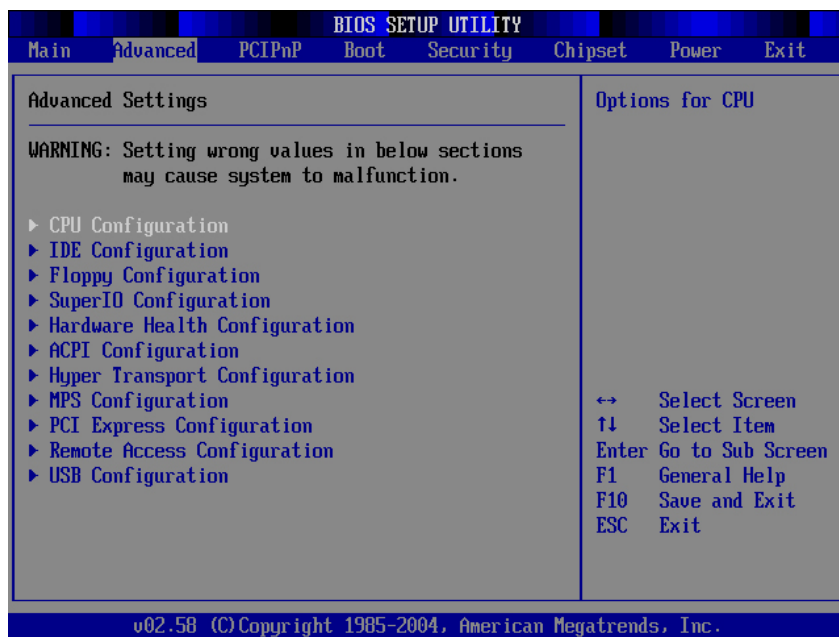 BIOS SETUP UTILITY
Main Advanced PCIPnP Boot Security Chipset Power Exit
Advanced Settings
WARNING: Setting wrong values in below sections
may cause system to malfunction.
▶ CPU Configuration
▶ IDE Configuration
▶ Floppy Configuration
▶ SuperIO Configuration
▶ Hardware Health Configuration
▶ ACPI Configuration
▶ Hyper Transport Configuration
▶ MPS Configuration
▶ PCI Express Configuration
▶ Remote Access Configuration
▶ USB Configuration
Options for CPU
↔ Select Screen
↑↓ Select Item
Enter Go to Sub Screen
F1 General Help
F10 Save and Exit
ESC Exit
v02.58 (C)Copyright 1985-2004, American Megatrends, Inc.